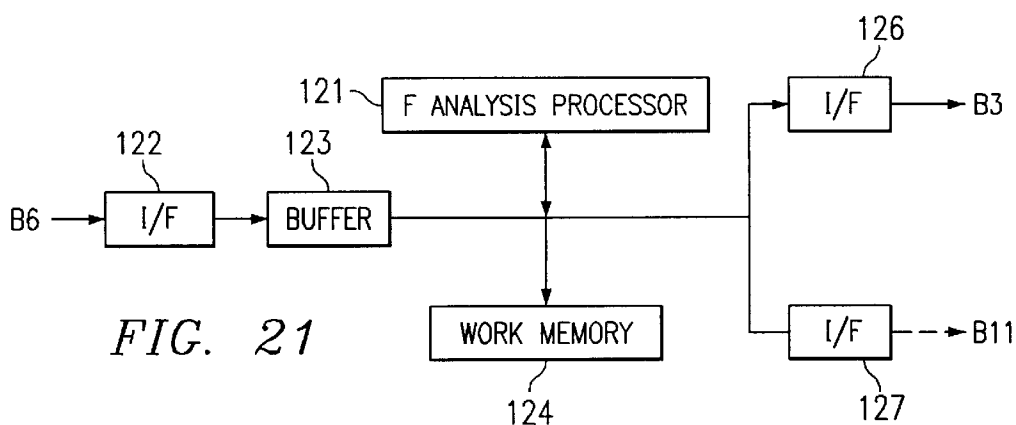 126
121
F ANALYSIS PROCESSOR
I/F
B3
122
123
B6
I/F
BUFFER
FIG. 21
WORK MEMORY
I/F
B11
124
127